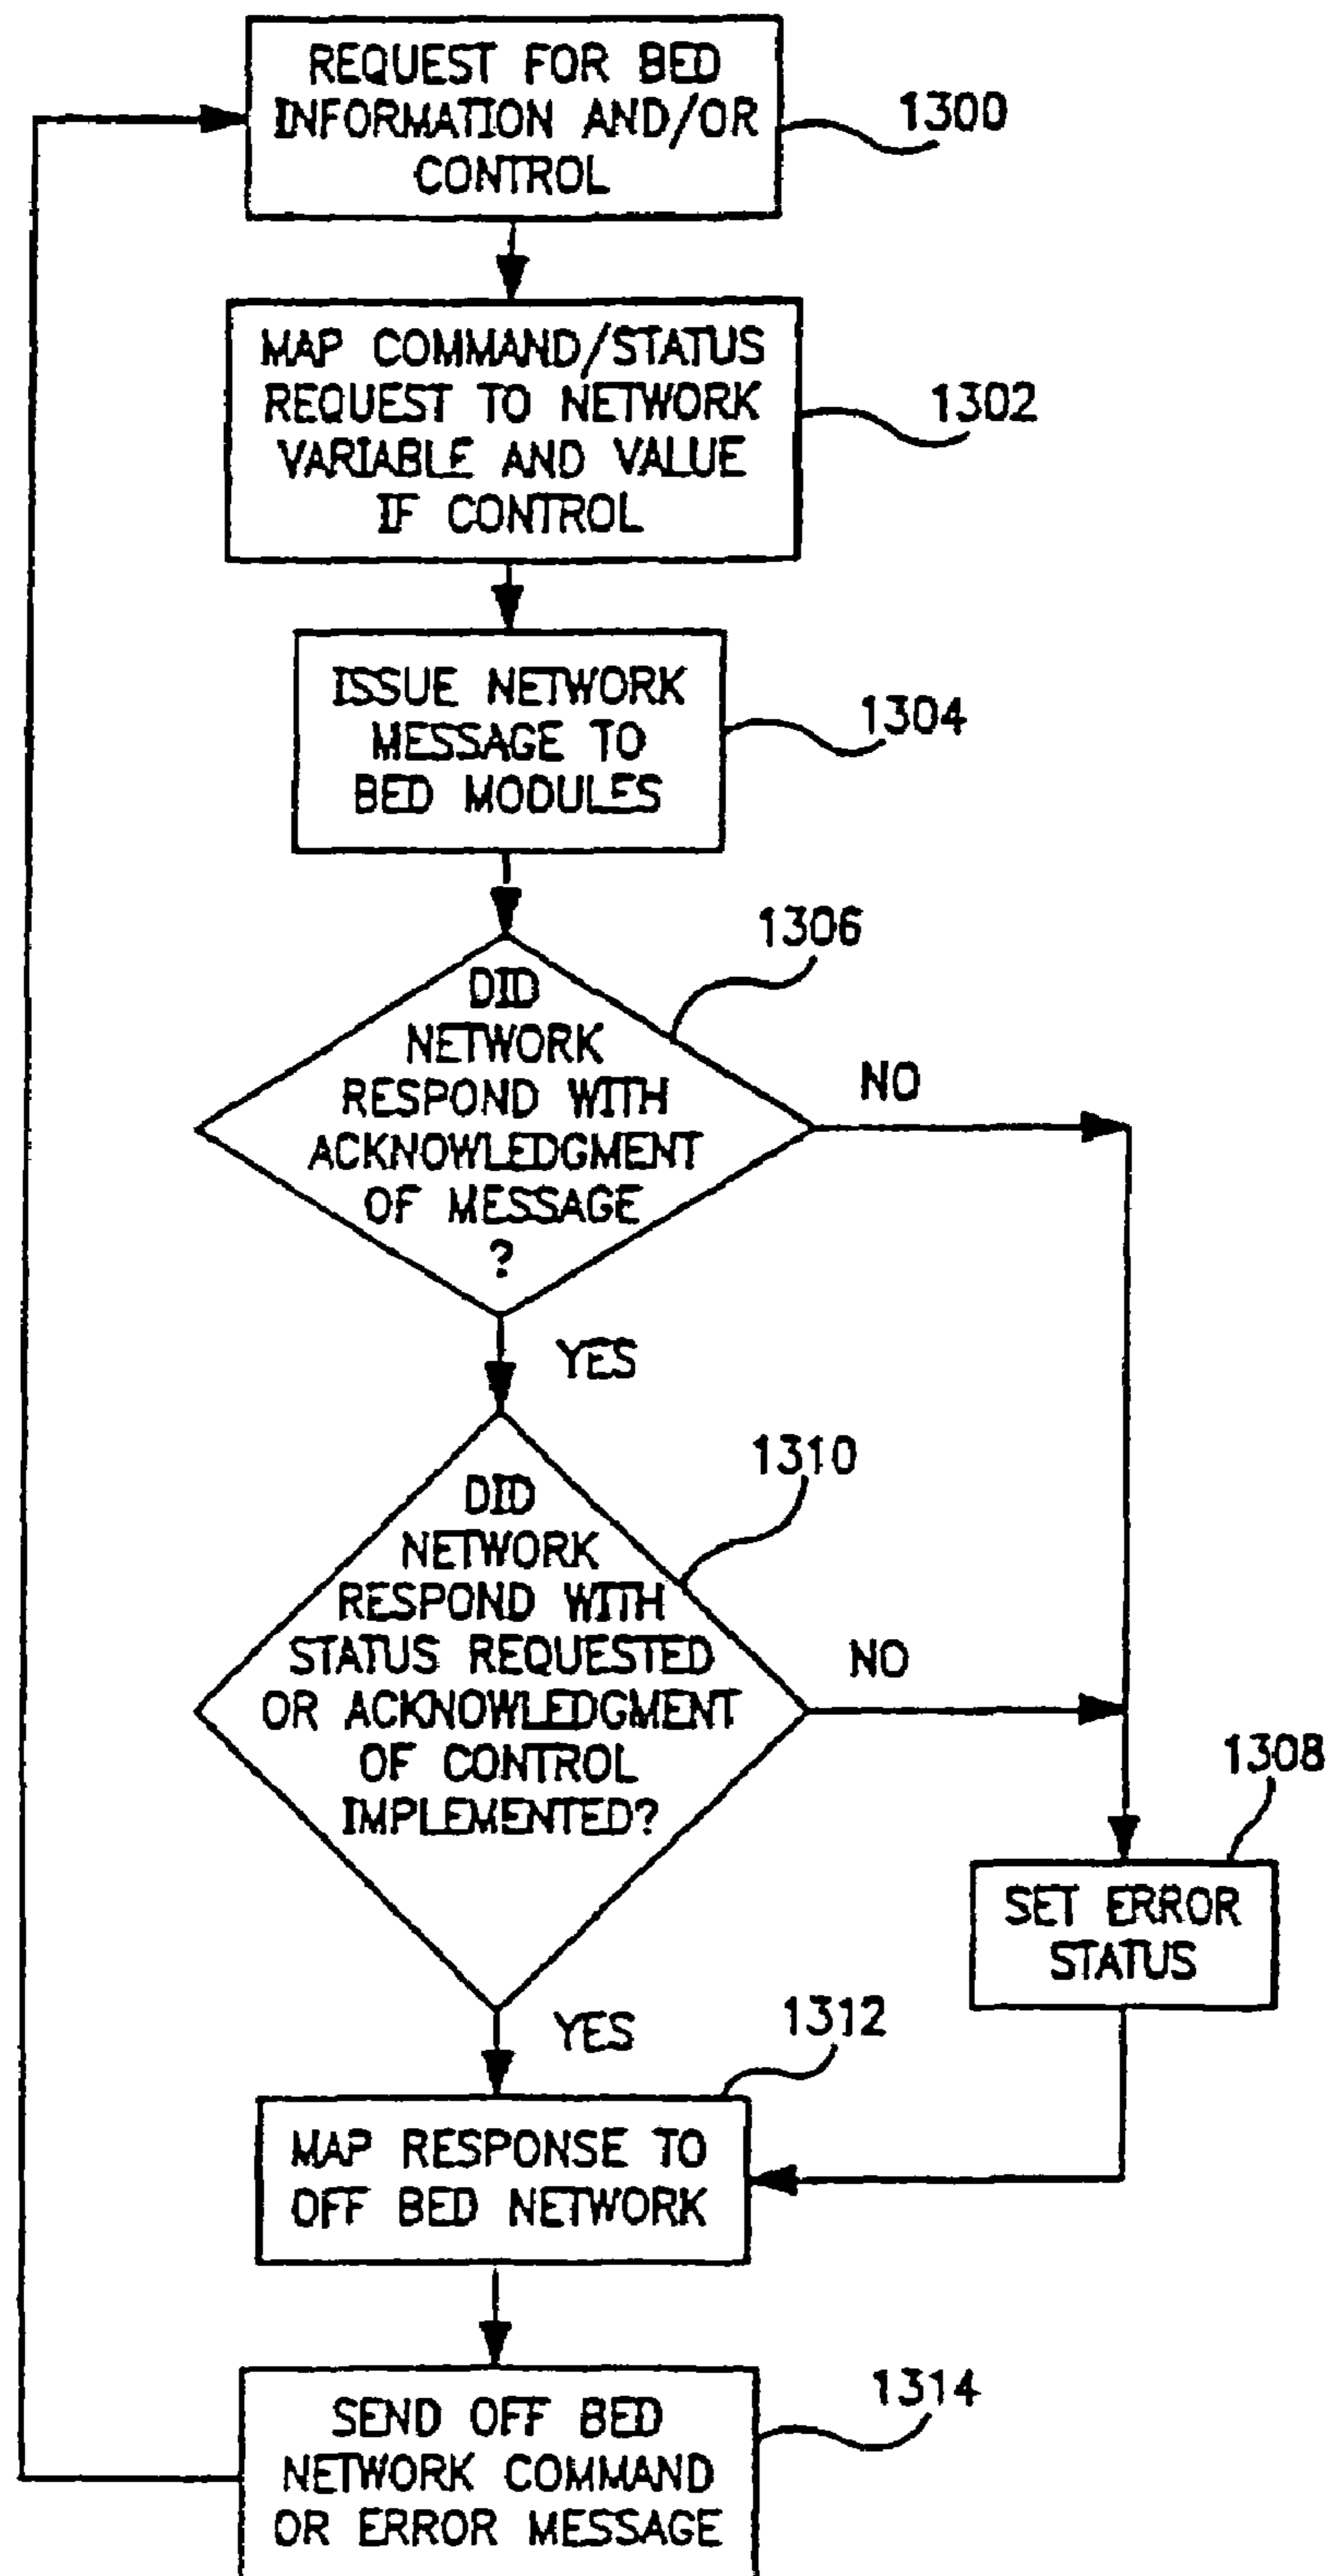 REQUEST FOR BED
INFORMATION AND/OR
CONTROL
1300
MAP COMMAND/STATUS
REQUEST TO NETWORK
VARIABLE AND VALUE
IF CONTROL
1302
ISSUE NETWORK
MESSAGE TO
BED MODULES
1304
1306
DID
NETWORK
RESPOND WITH
ACKNOWLEDGMENT
OF MESSAGE
?
NO
YES
1310
DID
NETWORK
RESPOND WITH
STATUS REQUESTED
OR ACKNOWLEDGMENT
OF CONTROL
IMPLEMENTED?
NO
1308
SET ERROR
STATUS
YES
1312
MAP RESPONSE TO
OFF BED NETWORK
1314
SEND OFF BED
NETWORK COMMAND
OR ERROR MESSAGE